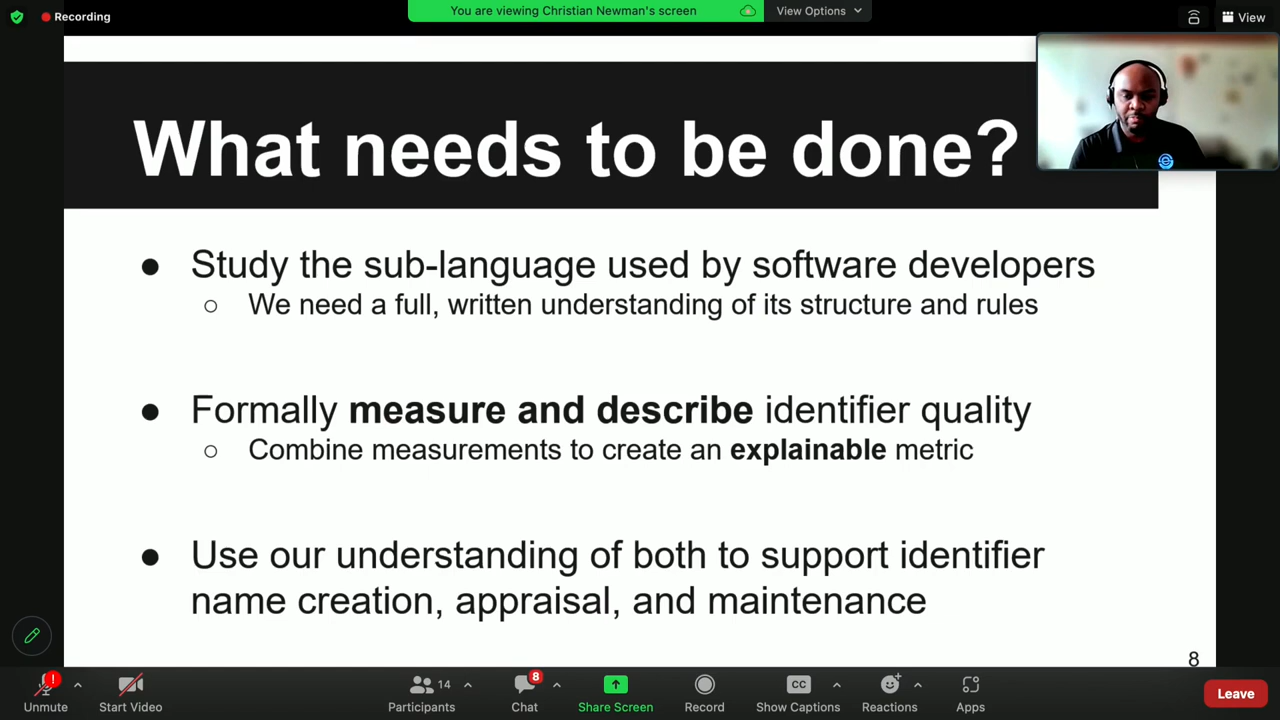 Recording
You are viewing Christian Newman's screen
View Options
View
What needs to be done?
● Study the sub-language used by software developers
○ We need a full, written understanding of its structure and rules
● Formally measure and describe identifier quality
○ Combine measurements to create an explainable metric
● Use our understanding of both to support identifier
name creation, appraisal, and maintenance
8
Unmute
Start Video
14
Participants
8
Chat
Share Screen
Record
CC
Show Captions
Reactions
Apps
Leave